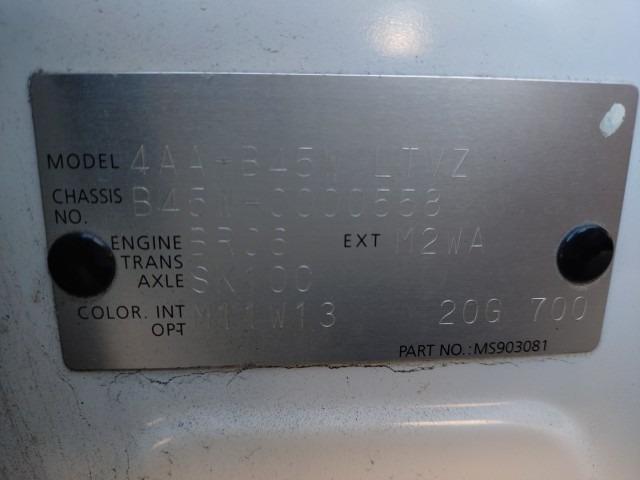 MODEL 4AA-B45W LTVZ
CHASSIS NO. B45W-0000558
ENGINE BR06 EXT M2WA
TRANS AXLE SK100
COLOR. INT OPT M11W13 20G 700
PART NO.:MS903081